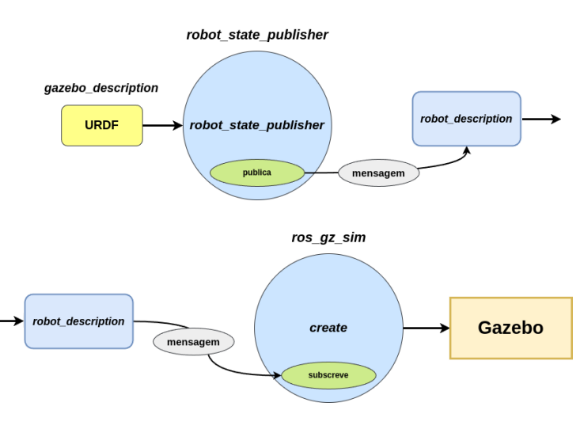 robot_state_publisher
gazebo_description
URDF
robot_state_publisher
robot_description
publica
mensagem
ros_gz_sim
robot_description
create
Gazebo
mensagem
subscreve